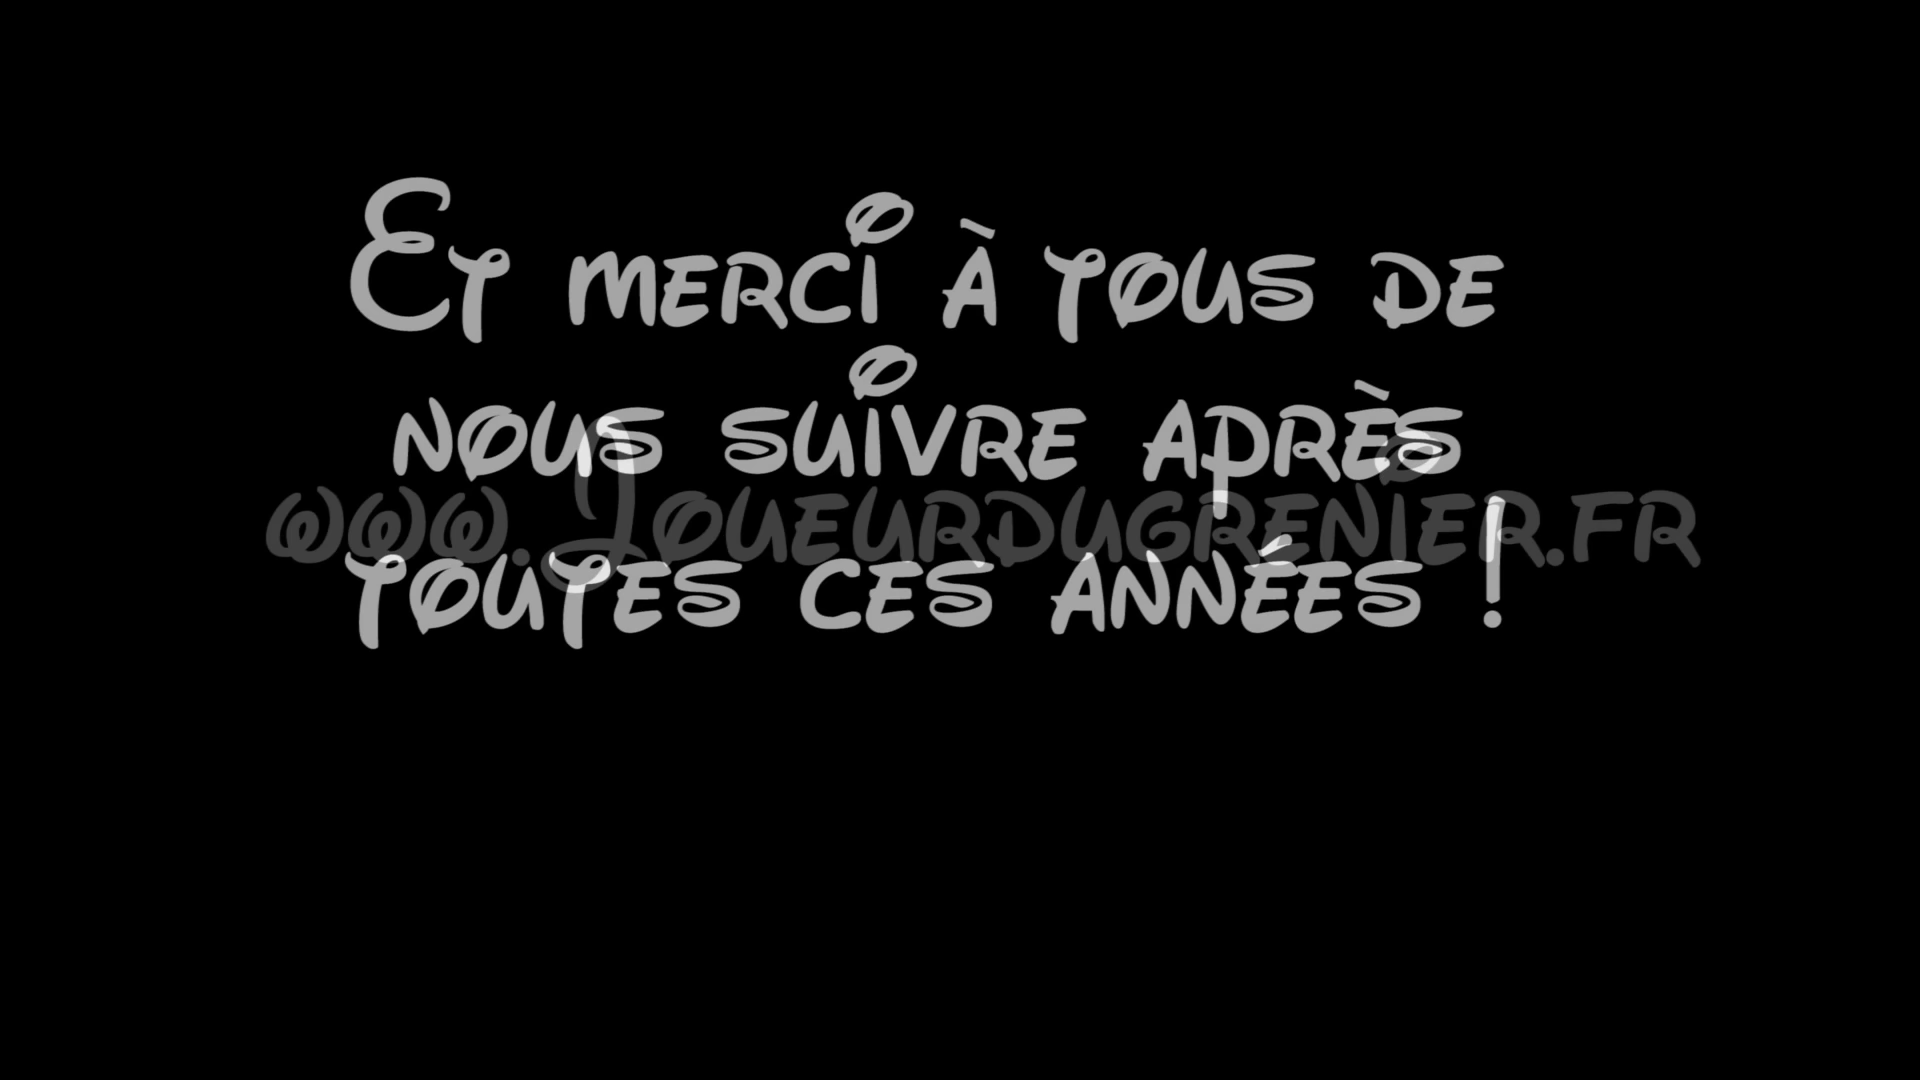 Et merci à tous de
nous suivre après
www.Joueurdugrenier.fr
toutes ces années !